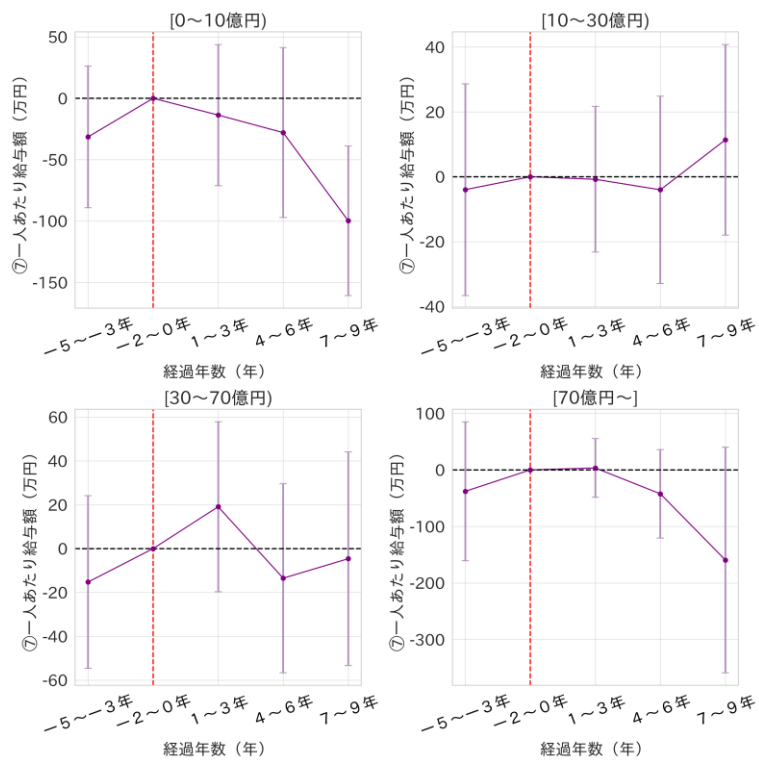 [0～10億円)
50
0
-50
-100
-150
⑦一人あたり給与額（万円）
−5～−3年
−2～0年
1～3年
4～6年
7～9年
経過年数（年）
[10～30億円)
40
20
0
-20
-40
⑦一人あたり給与額（万円）
−5～−3年
−2～0年
1～3年
4～6年
7～9年
経過年数（年）
[30～70億円)
60
40
20
0
-20
-40
-60
⑦一人あたり給与額（万円）
−5～−3年
−2～0年
1～3年
4～6年
7～9年
経過年数（年）
[70億円～]
100
0
-100
-200
-300
⑦一人あたり給与額（万円）
−5～−3年
−2～0年
1～3年
4～6年
7～9年
経過年数（年）